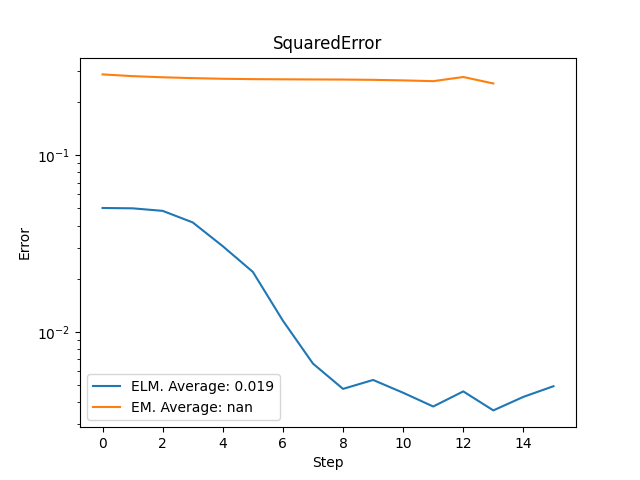 SquaredError
Error
10⁻¹
10⁻²
ELM. Average: 0.019
EM. Average: nan
0 2 4 6 8 10 12 14
Step